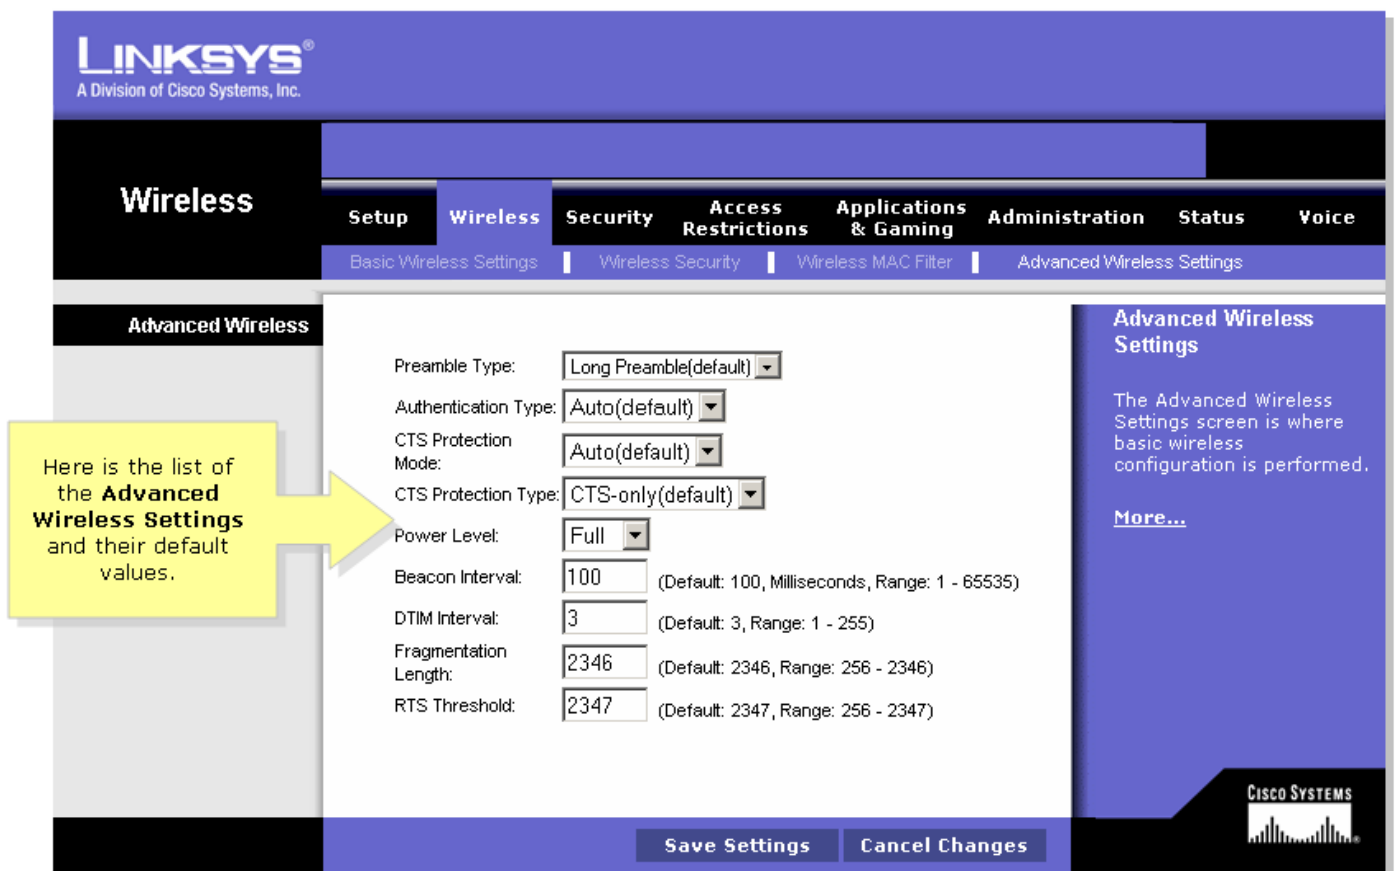 LINKSYS®
A Division of Cisco Systems, Inc.
Wireless
Setup
Wireless
Security
Access
Restrictions
Applications
& Gaming
Administration
Status
Voice
Basic Wireless Settings
Wireless Security
Wireless MAC Filter
Advanced Wireless Settings
Advanced Wireless
Here is the list of
the Advanced
Wireless Settings
and their default
values.
Preamble Type: Long Preamble(default)
Authentication Type: Auto(default)
CTS Protection
Mode: Auto(default)
CTS Protection Type: CTS-only(default)
Power Level: Full
Beacon Interval: 100 (Default: 100, Milliseconds, Range: 1 - 65535)
DTIM Interval: 3 (Default: 3, Range: 1 - 255)
Fragmentation
Length: 2346 (Default: 2346, Range: 256 - 2346)
RTS Threshold: 2347 (Default: 2347, Range: 256 - 2347)
Advanced Wireless
Settings
The Advanced Wireless
Settings screen is where
basic wireless
configuration is performed.
More...
Save Settings
Cancel Changes
CISCO SYSTEMS